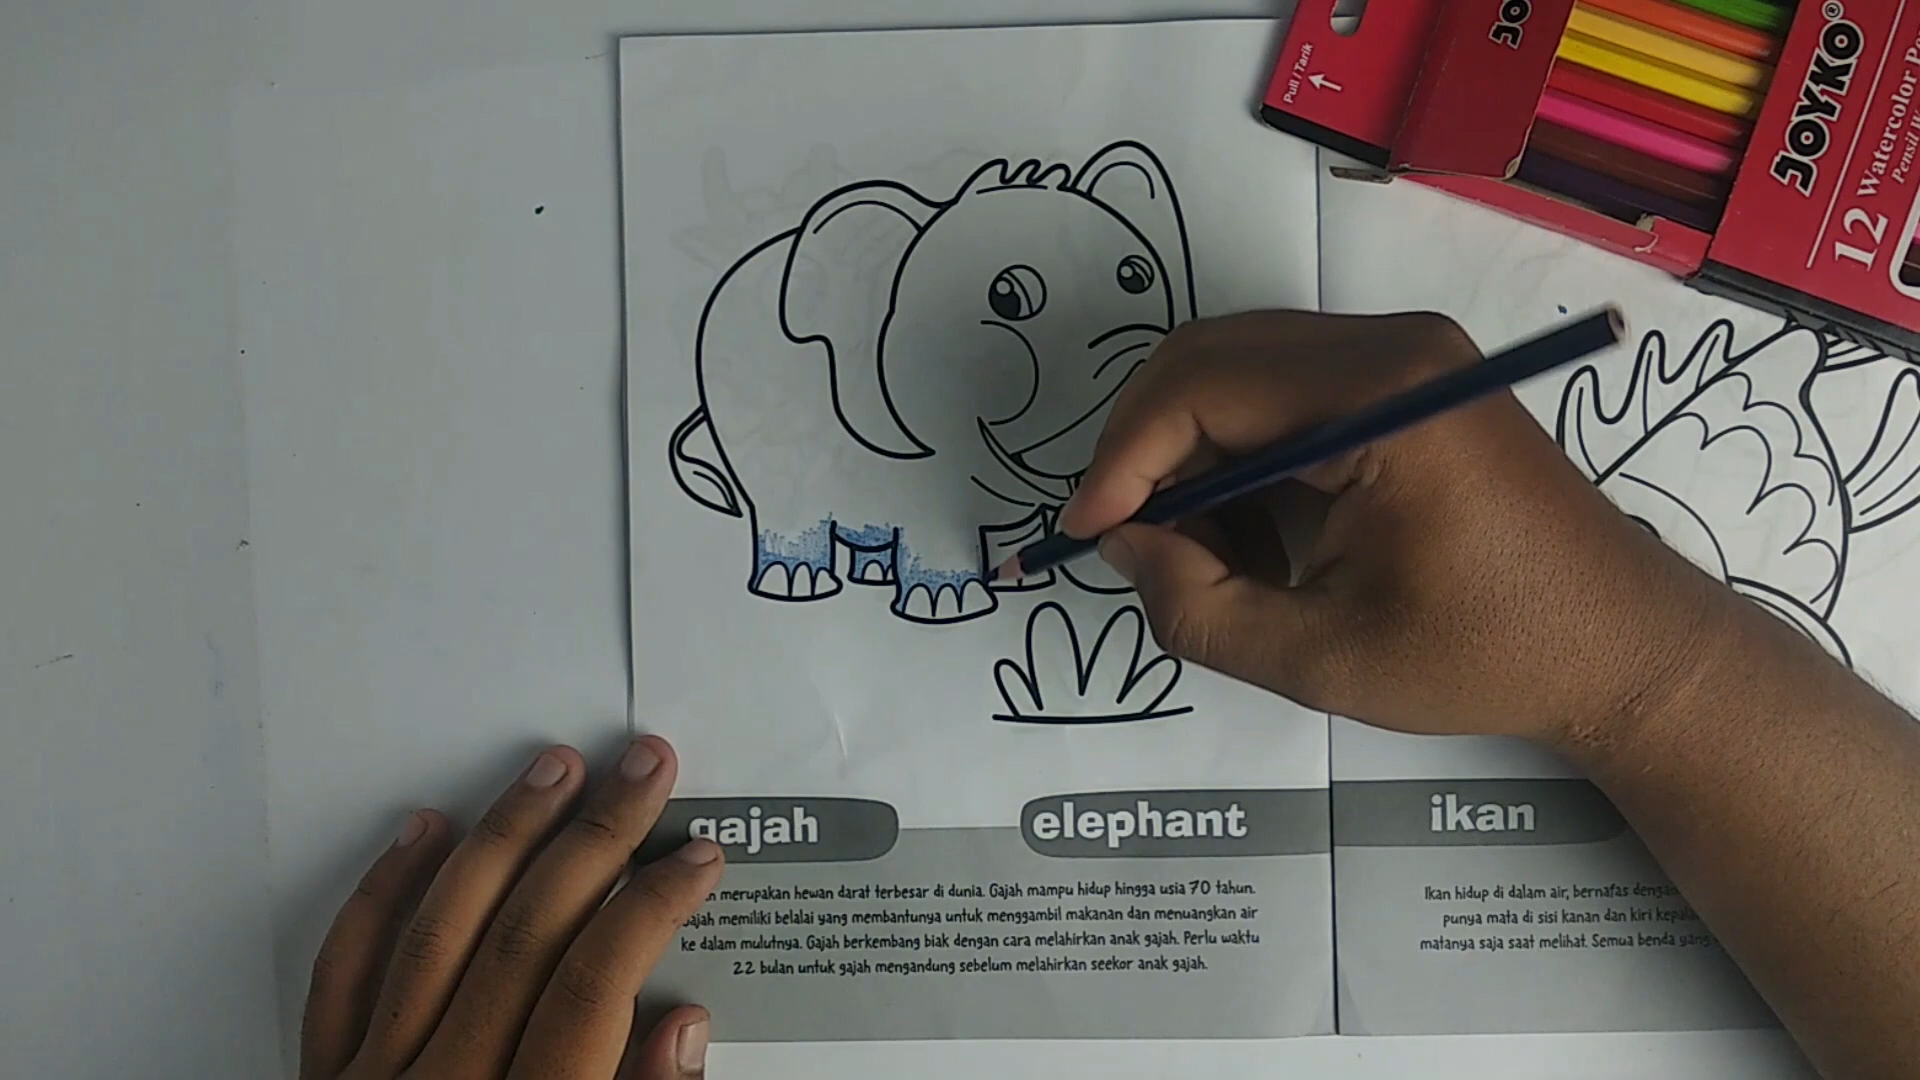 Pull / Tarik
JOYKO
12 Watercolor
Pensil
gajah
elephant
merupakan hewan darat terbesar di dunia. Gajah mampu hidup hingga usia 70 tahun.
memiliki belalai yang membantunya untuk menggambil makanan dan menuangkan air
ke dalam mulutnya. Gajah berkembang biak dengan cara melahirkan anak gajah. Perlu waktu
22 bulan untuk gajah mengandung sebelum melahirkan seekor anak gajah.
ikan
Ikan hidup di dalam air, bernafas
punya mata di sisi kanan dan kiri
matanya saja saat melihat. Semua benda